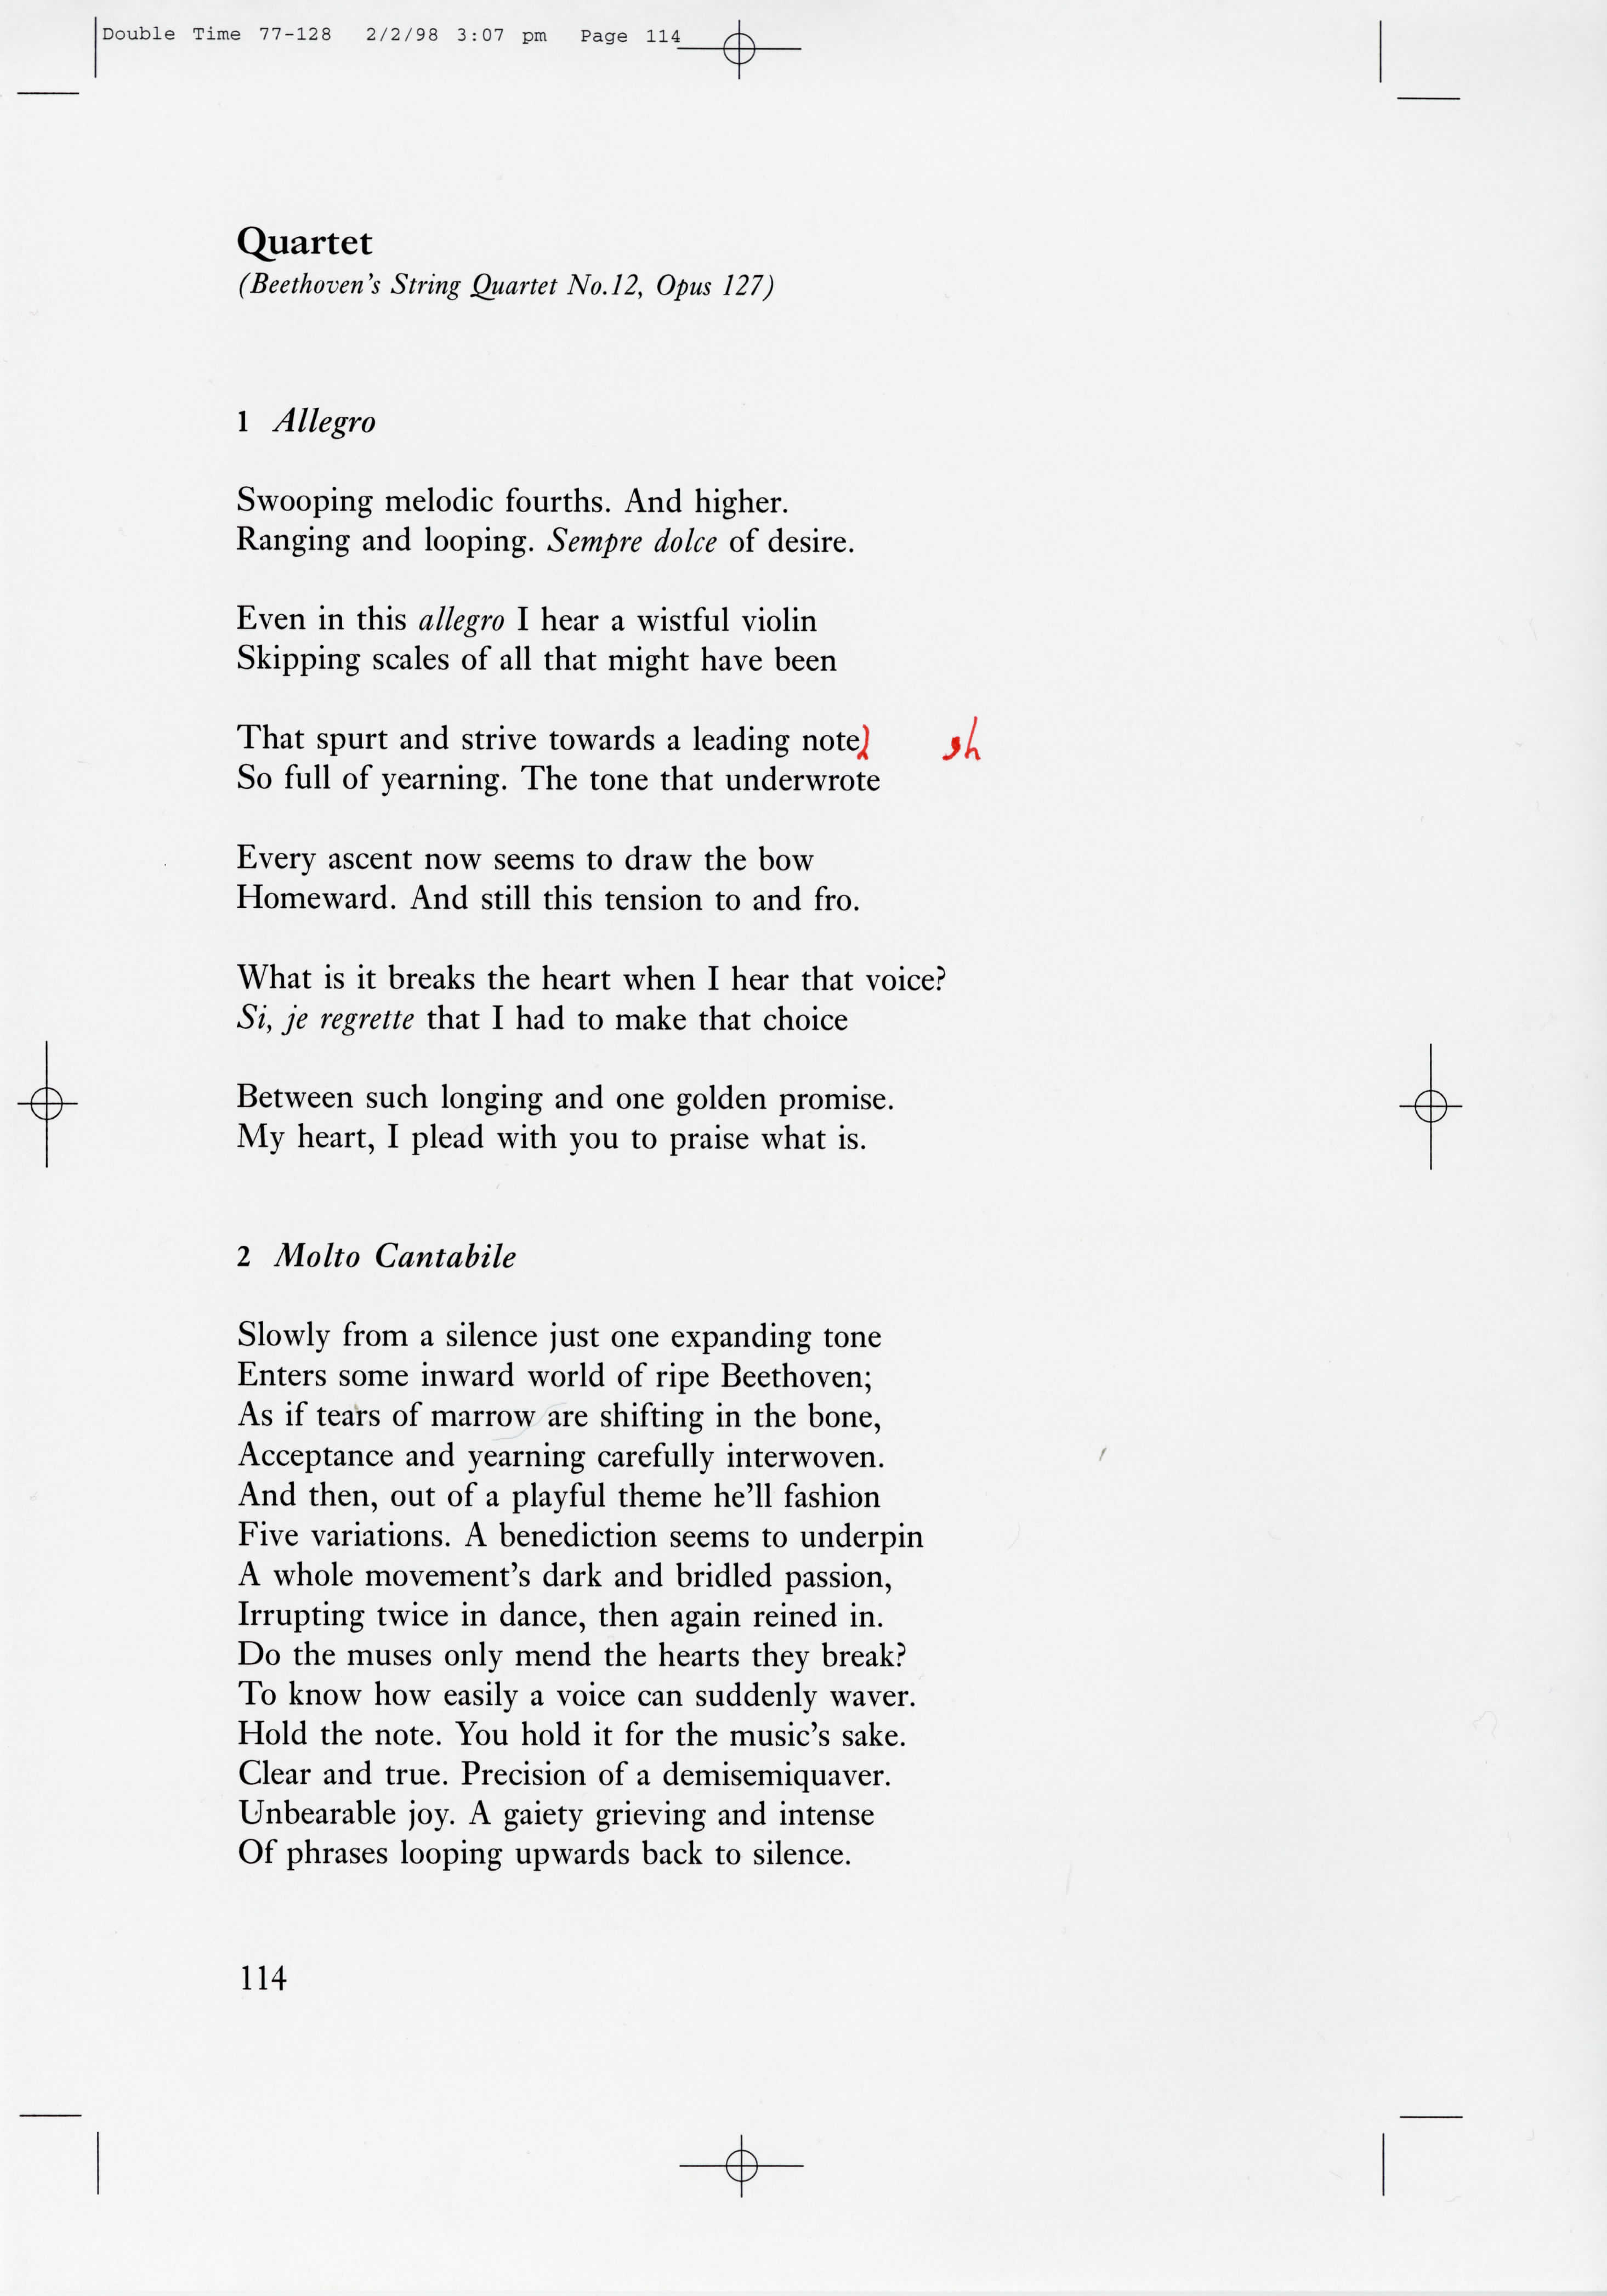 Double Time 77-128 2/2/98 3:07 pm Page 114
Quartet
(Beethoven's String Quartet No.12, Opus 127)
1 Allegro
Swooping melodic fourths. And higher.
Ranging and looping. Sempre dolce of desire.
Even in this allegro I hear a wistful violin
Skipping scales of all that might have been
That spurt and strive towards a leading note
So full of yearning. The tone that underwrote
Every ascent now seems to draw the bow
Homeward. And still this tension to and fro.
What is it breaks the heart when I hear that voice?
Si, je regrette that I had to make that choice
Between such longing and one golden promise.
My heart, I plead with you to praise what is.
2 Molto Cantabile
Slowly from a silence just one expanding tone
Enters some inward world of ripe Beethoven;
As if tears of marrow are shifting in the bone,
Acceptance and yearning carefully interwoven.
And then, out of a playful theme he'll fashion
Five variations. A benediction seems to underpin
A whole movement's dark and bridled passion,
Irrupting twice in dance, then again reined in.
Do the muses only mend the hearts they break?
To know how easily a voice can suddenly waver.
Hold the note. You hold it for the music's sake.
Clear and true. Precision of a demisemiquaver.
Unbearable joy. A gaiety grieving and intense
Of phrases looping upwards back to silence.
114